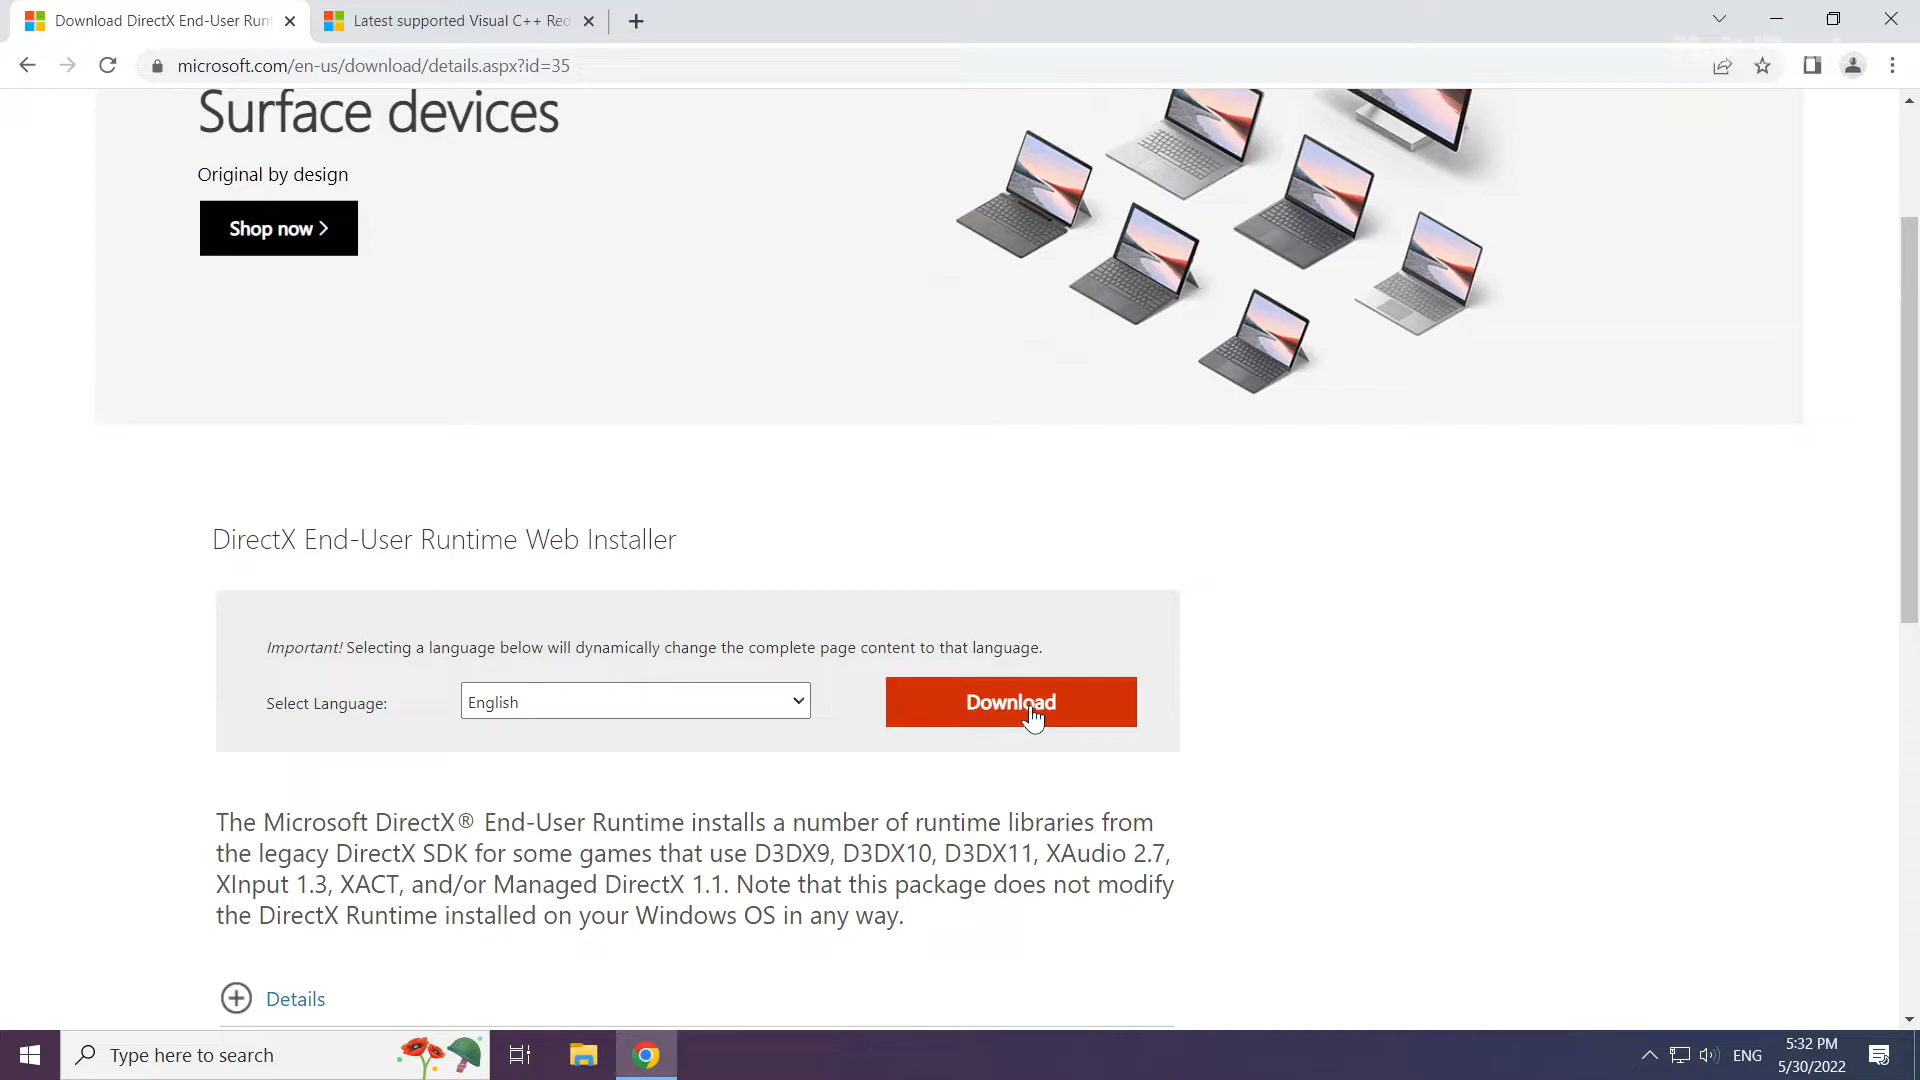 Download DirectX End-User Runt
Latest supported Visual C++ Red
microsoft.com/en-us/download/details.aspx?id=35
Surface devices
Original by design
Shop now
DirectX End-User Runtime Web Installer
Important! Selecting a language below will dynamically change the complete page content to that language.
Select Language:
English
Download
The Microsoft DirectX® End-User Runtime installs a number of runtime libraries from
the legacy DirectX SDK for some games that use D3DX9, D3DX10, D3DX11, XAudio 2.7,
XInput 1.3, XACT, and/or Managed DirectX 1.1. Note that this package does not modify
the DirectX Runtime installed on your Windows OS in any way.
Details
Type here to search
ENG
5:32 PM
5/30/2022